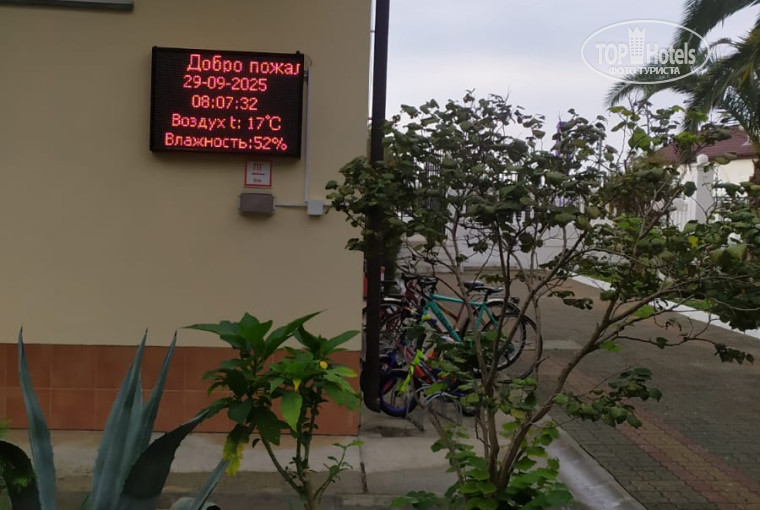 Добро пожал
29-09-2025
08:07:32
Воздух t: 17°C
Влажность:52%
TOP Hotels
ФОТО ТУРИСТА